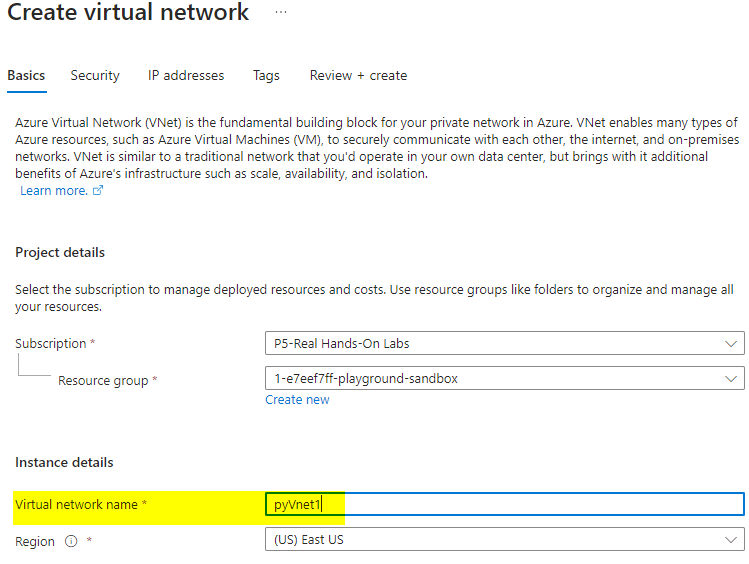 Create virtual network ...
Basics Security IP addresses Tags Review + create
Azure Virtual Network (VNet) is the fundamental building block for your private network in Azure. VNet enables many types of
Azure resources, such as Azure Virtual Machines (VM), to securely communicate with each other, the internet, and on-premises
networks. VNet is similar to a traditional network that you'd operate in your own data center, but brings with it additional
benefits of Azure's infrastructure such as scale, availability, and isolation.
Learn more.
Project details
Select the subscription to manage deployed resources and costs. Use resource groups like folders to organize and manage all
your resources.
Subscription * P5-Real Hands-On Labs
Resource group * 1-e7eef7ff-playground-sandbox
Create new
Instance details
Virtual network name * pyVnet1
Region * (US) East US